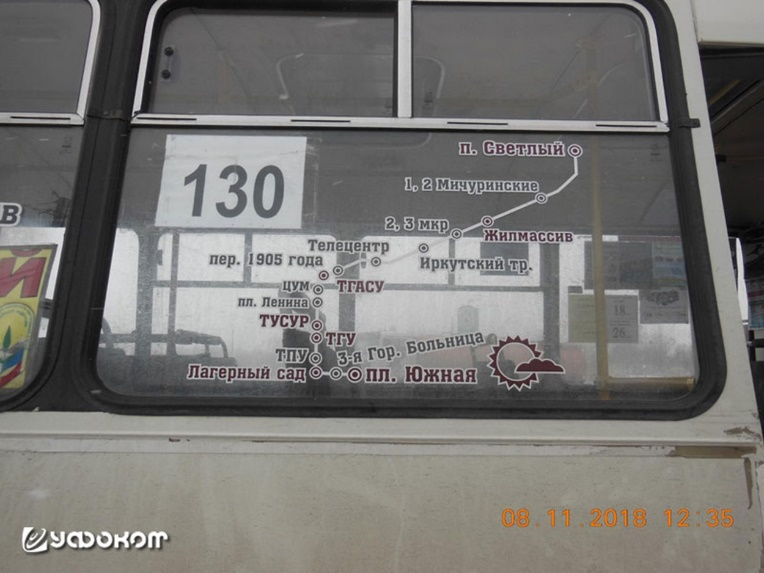 130
п. Светлый
1, 2 Мичуринские
2, 3 мкр
Жилмассив
Телецентр
Иркутский тр.
пер. 1905 года
ТГАСУ
ЦУМ
пл. Ленина
ТУСУР
ТГУ
ТПУ
3-я Гор. Больница
Лагерный сад
пл. Южная
08.11.2018 12:35
уфоком